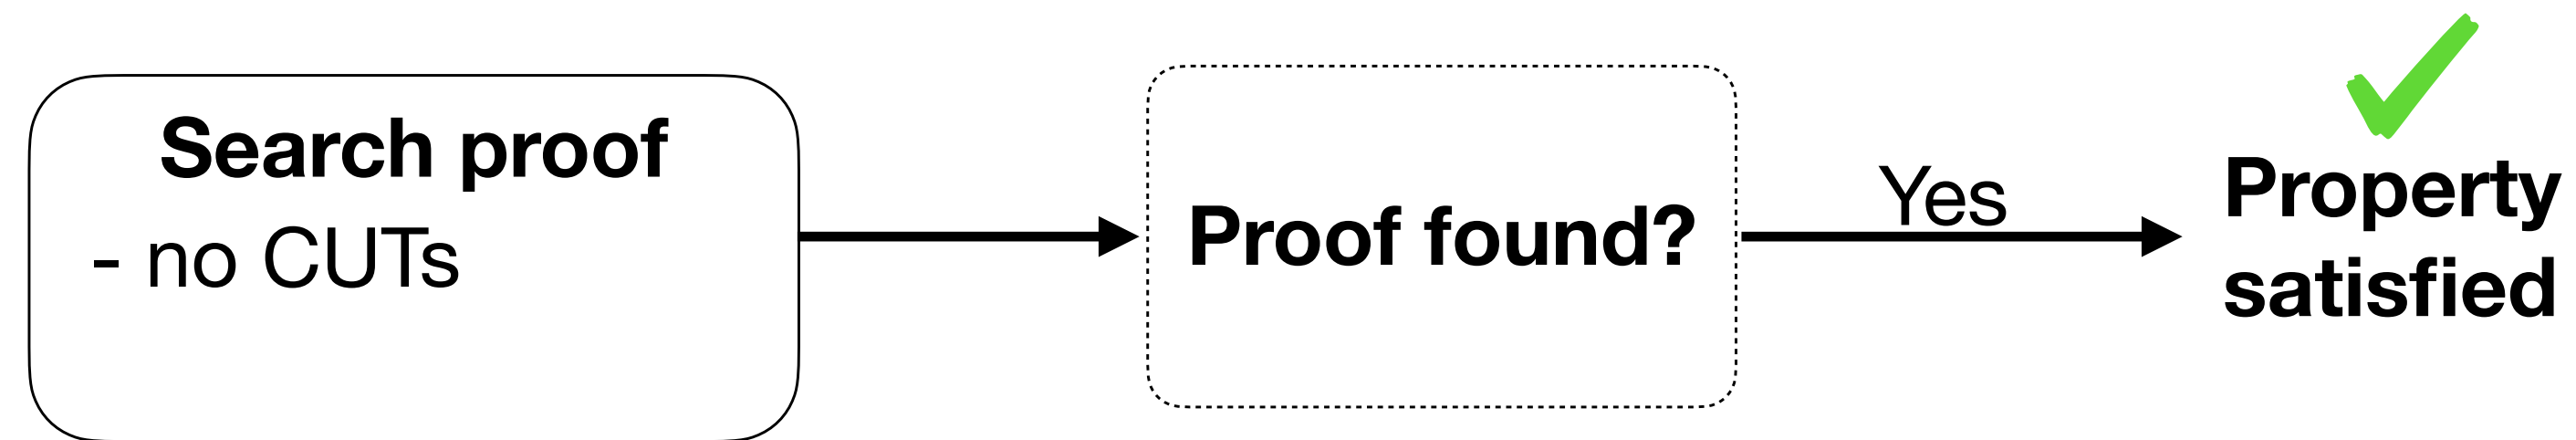 Search proof
- no CUTs
Proof found?
Yes
Property
satisfied